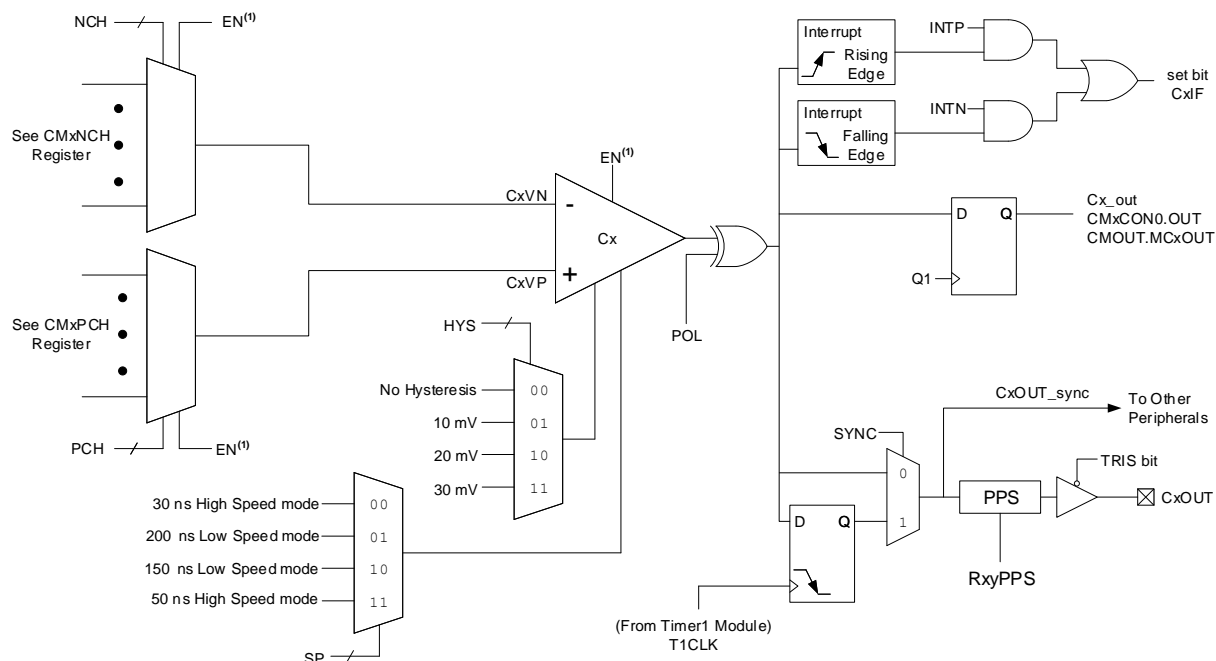 NCH
EN(1)
See CMxNCH
Register
See CMxPCH
Register
PCH
EN(1)
CxVN
EN(1)
-
Cx
+
CxVP
POL
HYS
No Hysteresis
00
10 mV
01
20 mV
10
30 mV
11
30 ns High Speed mode
00
200 ns Low Speed mode
01
150 ns Low Speed mode
10
50 ns High Speed mode
11
SP
Interrupt
Rising
Edge
INTP
Interrupt
Falling
Edge
INTN
set bit
CxIF
D
Q
Q1
Cx_out
CMxCON0.OUT
CMOUT.MCxOUT
CxOUT_sync
To Other
Peripherals
SYNC
0
1
D
Q
(From Timer1 Module)
T1CLK
PPS
RxyPPS
TRIS bit
CxOUT